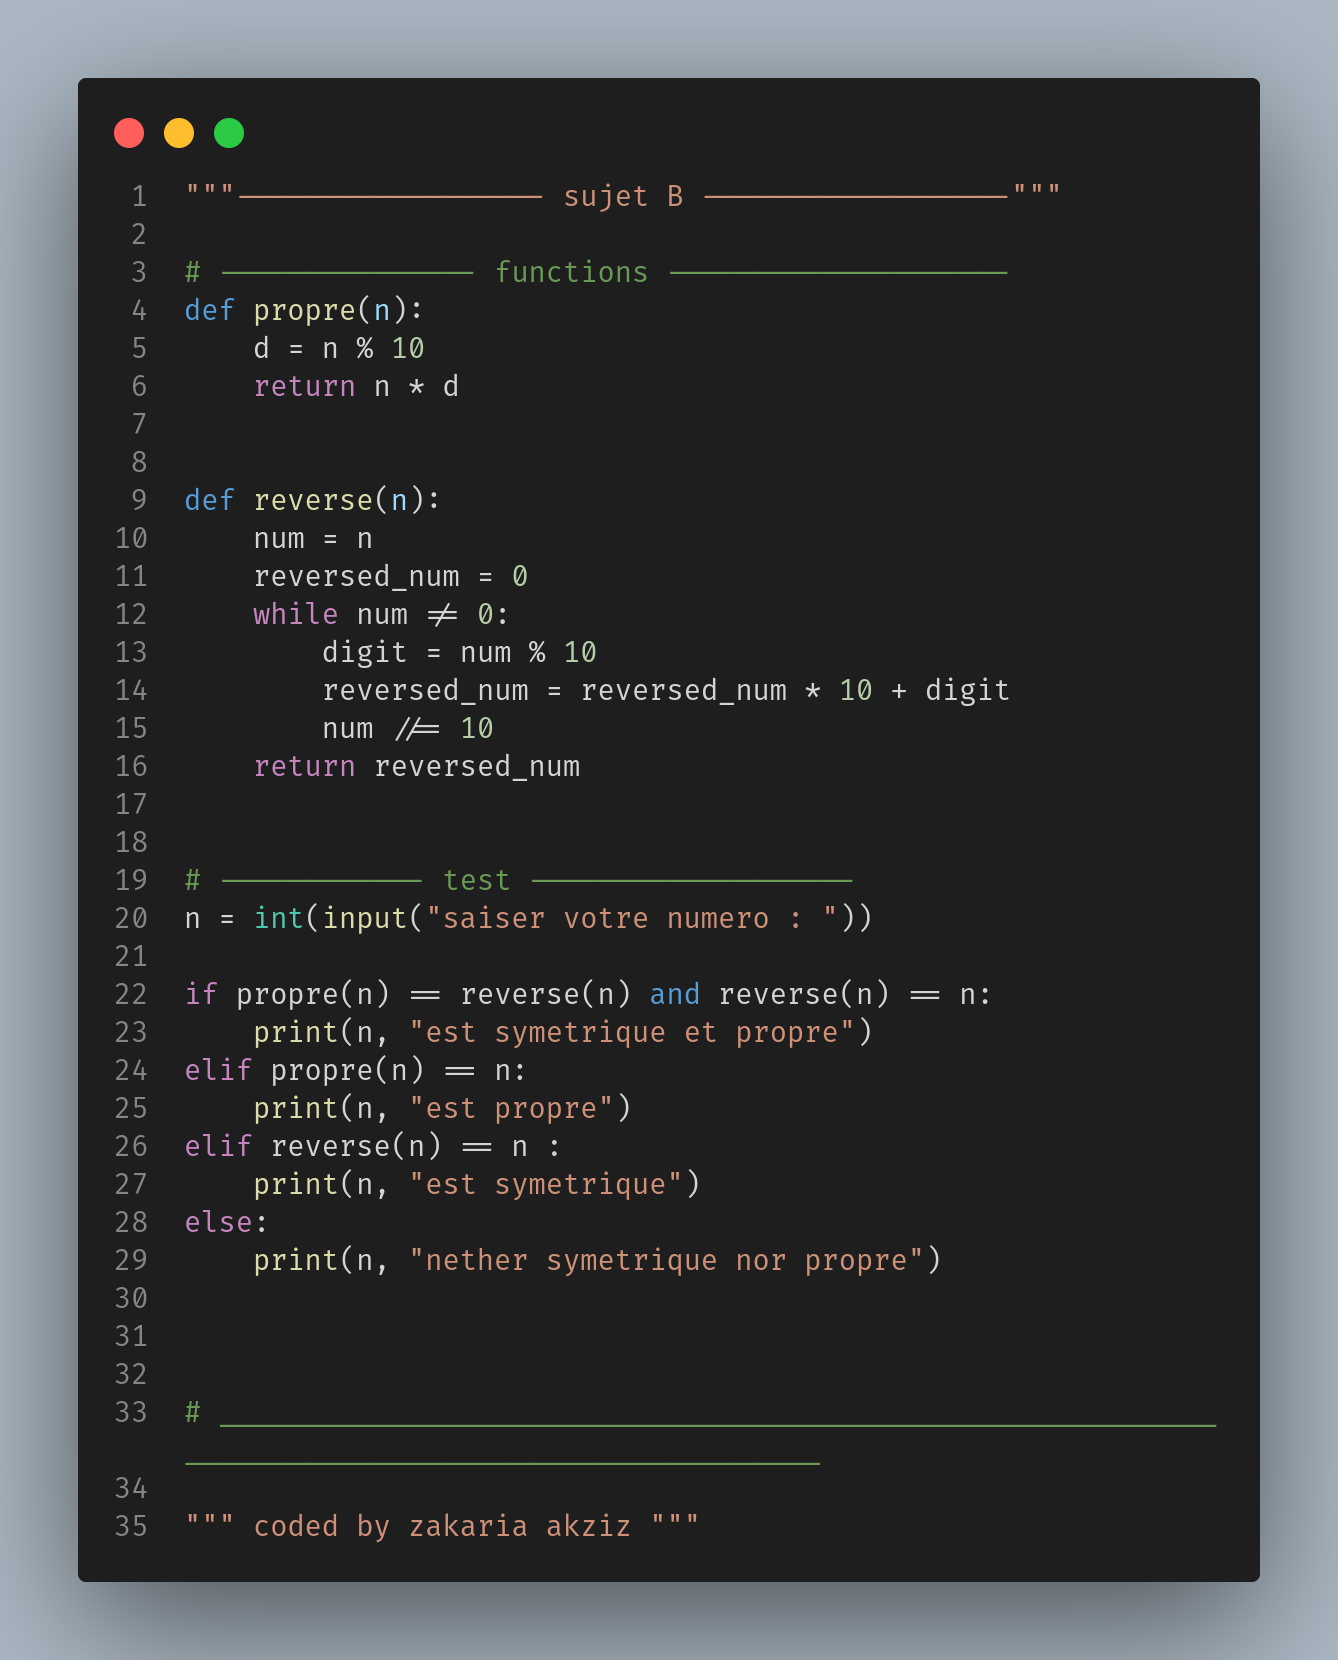 1 """------------------ sujet B ------------------"""
2
3 # --------------- functions --------------------
4 def propre(n):
5     d = n % 10
6     return n * d
7
8
9 def reverse(n):
10     num = n
11     reversed_num = 0
12     while num != 0:
13         digit = num % 10
14         reversed_num = reversed_num * 10 + digit
15         num //= 10
16     return reversed_num
17
18
19 # ------------ test -------------------
20 n = int(input("saiser votre numero : "))
21
22 if propre(n) == reverse(n) and reverse(n) == n:
23     print(n, "est symetrique et propre")
24 elif propre(n) == n:
25     print(n, "est propre")
26 elif reverse(n) == n :
27     print(n, "est symetrique")
28 else:
29     print(n, "nether symetrique nor propre")
30
31
32
33 # __________________________________________________________
_____________________________________
34
35 """ coded by zakaria akziz """